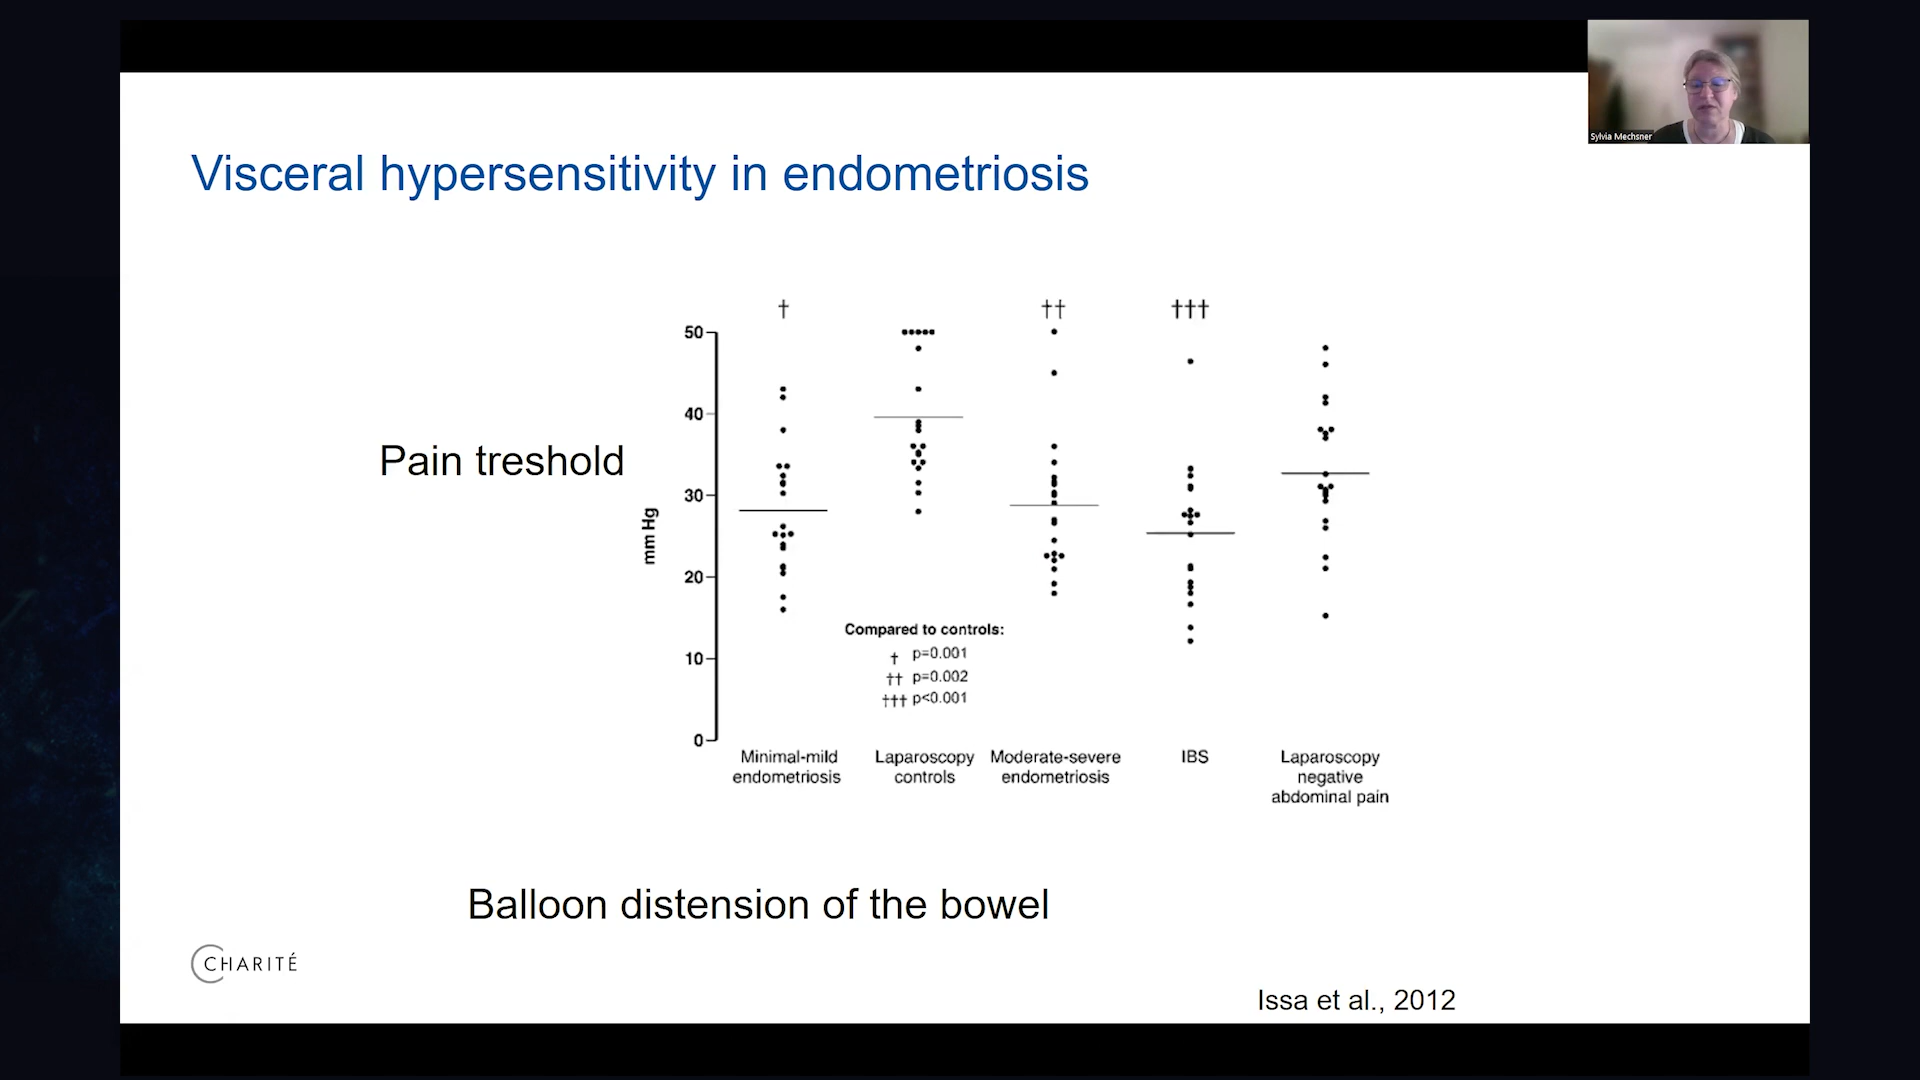 Sylvia Mechsner
Visceral hypersensitivity in endometriosis
† †† †††
50
40
30
20
10
0
Pain treshold
mm Hg
Compared to controls:
† p=0.001
†† p=0.002
††† p<0.001
Minimal-mild
endometriosis
Laparoscopy
controls
Moderate-severe
endometriosis
IBS
Laparoscopy
negative
abdominal pain
Balloon distension of the bowel
CHARITÉ
Issa et al., 2012